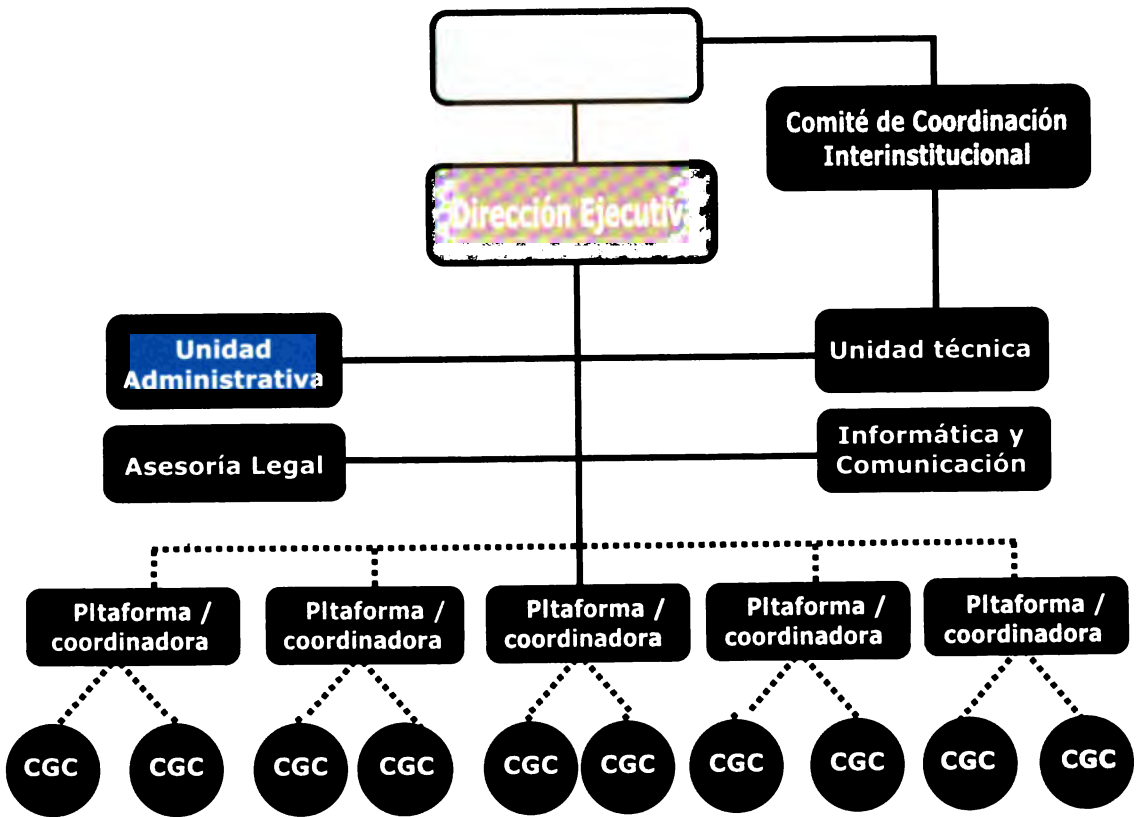 Comité de Coordinación
Interinstitucional
Dirección Ejecutiva
Unidad
Administrativa
Unidad técnica
Asesoría Legal
Informática y
Comunicación
Pltaforma /
coordinadora
Pltaforma /
coordinadora
Pltaforma /
coordinadora
Pltaforma /
coordinadora
Pltaforma /
coordinadora
CGC
CGC
CGC
CGC
CGC
CGC
CGC
CGC
CGC
CGC